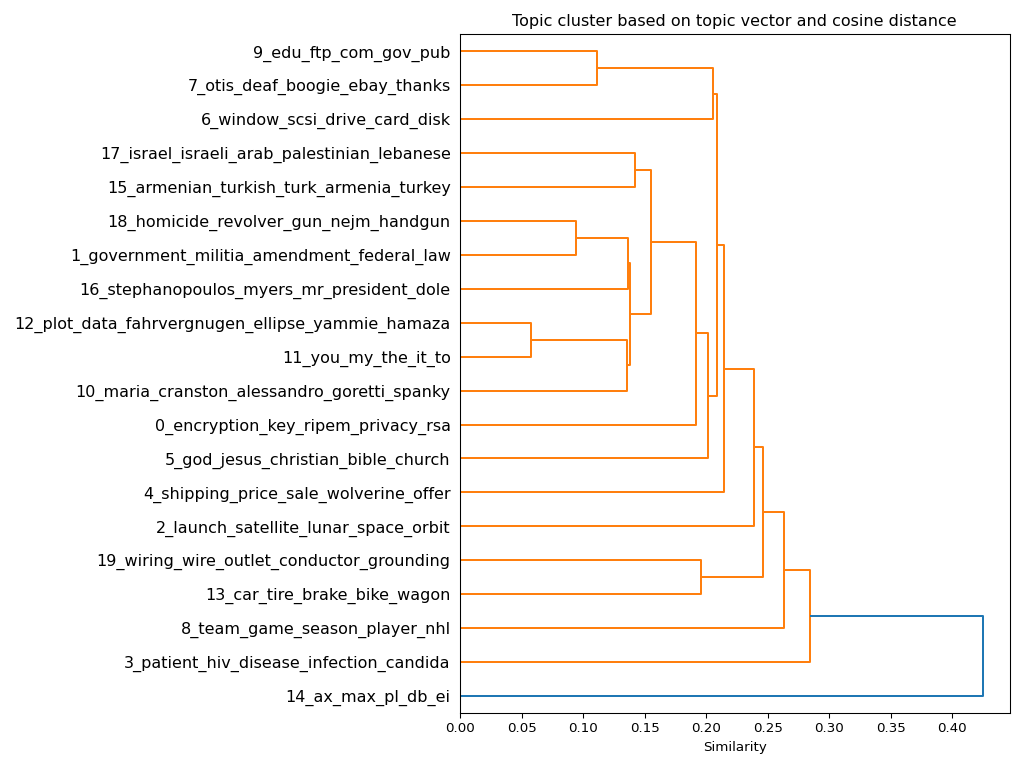 Topic cluster based on topic vector and cosine distance
9_edu_ftp_com_gov_pub
7_otis_deaf_boogie_ebay_thanks
6_window_scsi_drive_card_disk
17_israel_israeli_arab_palestinian_lebanese
15_armenian_turkish_turk_armenia_turkey
18_homicide_revolver_gun_nejm_handgun
1_government_militia_amendment_federal_law
16_stephanopoulos_myers_mr_president_dole
12_plot_data_fahrvergnugen_ellipse_yammie_hamaza
11_you_my_the_it_to
10_maria_cranston_alessandro_goretti_spanky
0_encryption_key_ripem_privacy_rsa
5_god_jesus_christian_bible_church
4_shipping_price_sale_wolverine_offer
2_launch_satellite_lunar_space_orbit
19_wiring_wire_outlet_conductor_grounding
13_car_tire_brake_bike_wagon
8_team_game_season_player_nhl
3_patient_hiv_disease_infection_candida
14_ax_max_pl_db_ei
0.00 0.05 0.10 0.15 0.20 0.25 0.30 0.35 0.40
Similarity